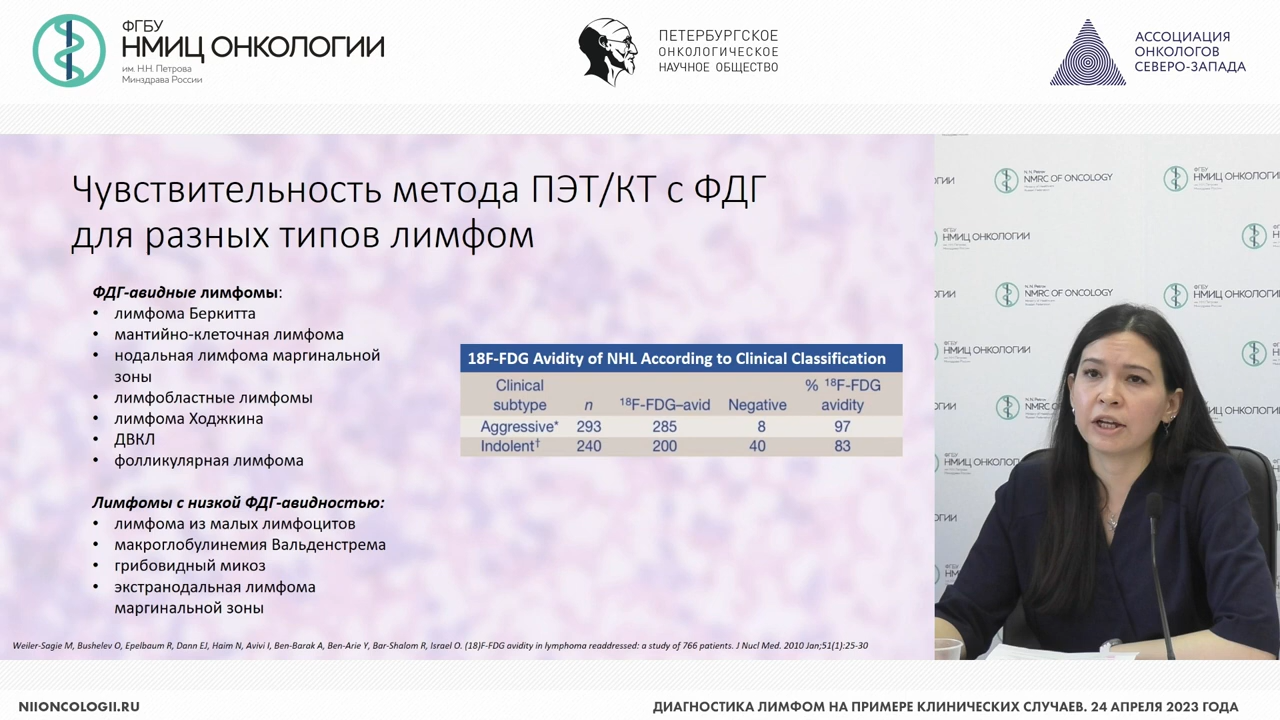 ФГБУ
НМИЦ ОНКОЛОГИИ
им. Н.Н. Петрова
Минздрава России
ПЕТЕРБУРГСКОЕ
ОНКОЛОГИЧЕСКОЕ
НАУЧНОЕ ОБЩЕСТВО
АССОЦИАЦИЯ
ОНКОЛОГОВ
СЕВЕРО-ЗАПАДА
Чувствительность метода ПЭТ/КТ с ФДГ
для разных типов лимфом
ФДГ-авидные лимфомы:
• лимфома Беркитта
• мантийно-клеточная лимфома
• нодальная лимфома маргинальной
зоны
• лимфобластные лимфомы
• лимфома Ходжкина
• ДВКЛ
• фолликулярная лимфома
Лимфомы с низкой ФДГ-авидностью:
• лимфома из малых лимфоцитов
• макроглобулинемия Вальденстрема
• грибовидный микоз
• экстранодальная лимфома
маргинальной зоны
18F-FDG Avidity of NHL According to Clinical Classification
Clinical % ¹⁸F-FDG
subtype n ¹⁸F-FDG–avid Negative avidity
Aggressive* 293 285 8 97
Indolent† 240 200 40 83
Weiler-Sagie M, Bushelev O, Epelbaum R, Dann EJ, Haim N, Avivi I, Ben-Barak A, Ben-Arie Y, Bar-Shalom R, Israel O. (18)F-FDG avidity in lymphoma readdressed: a study of 766 patients. J Nucl Med. 2010 Jan;51(1):25-30
NMRC OF ONCOLOGY
ФГБУ
НМИЦ ОНКОЛОГИИ
NMRC OF ONCOLOGY
NIIONCOLOGII.RU
ДИАГНОСТИКА ЛИМФОМ НА ПРИМЕРЕ КЛИНИЧЕСКИХ СЛУЧАЕВ. 24 АПРЕЛЯ 2023 ГОДА